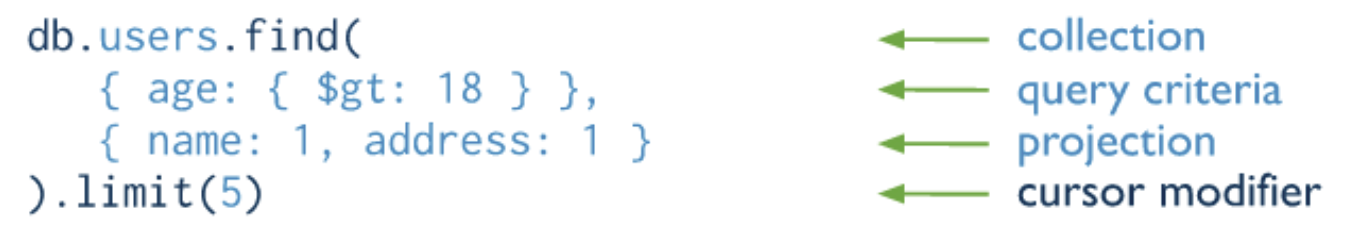 db.users.find( collection
{ age: { $gt: 18 } }, query criteria
{ name: 1, address: 1 } projection
).limit(5) cursor modifier